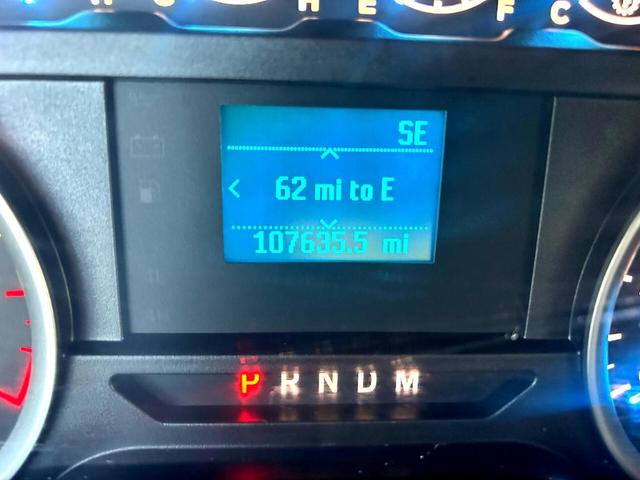 H E F C
SE
62 mi to E
107635.5 mi
P R N D M